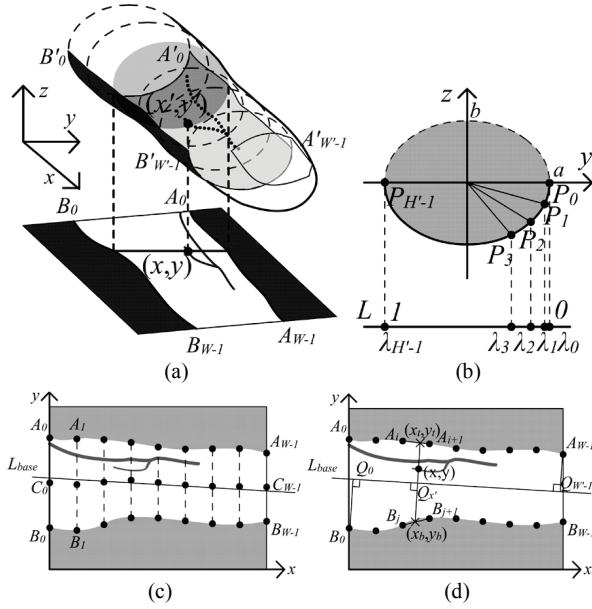 B'0
A'0
z
y
x
(x',y')
A'W'-1
B'W'-1
B0
A0
(x,y)
BW-1
AW-1
(a)
z
b
a
y
PH'-1
P0
P1
P2
P3
L
1
0
λH'-1
λ3
λ2
λ1
λ0
(b)
y
A0
A1
AW-1
Lbase
C0
CW-1
B0
B1
BW-1
x
(c)
y
A0
Ai
(xt,yt)
Ai+1
AW-1
Lbase
Q0
(x,y)
Qx'
QW'-1
Bj
Bj+1
B0
(xb,yb)
BW-1
x
(d)